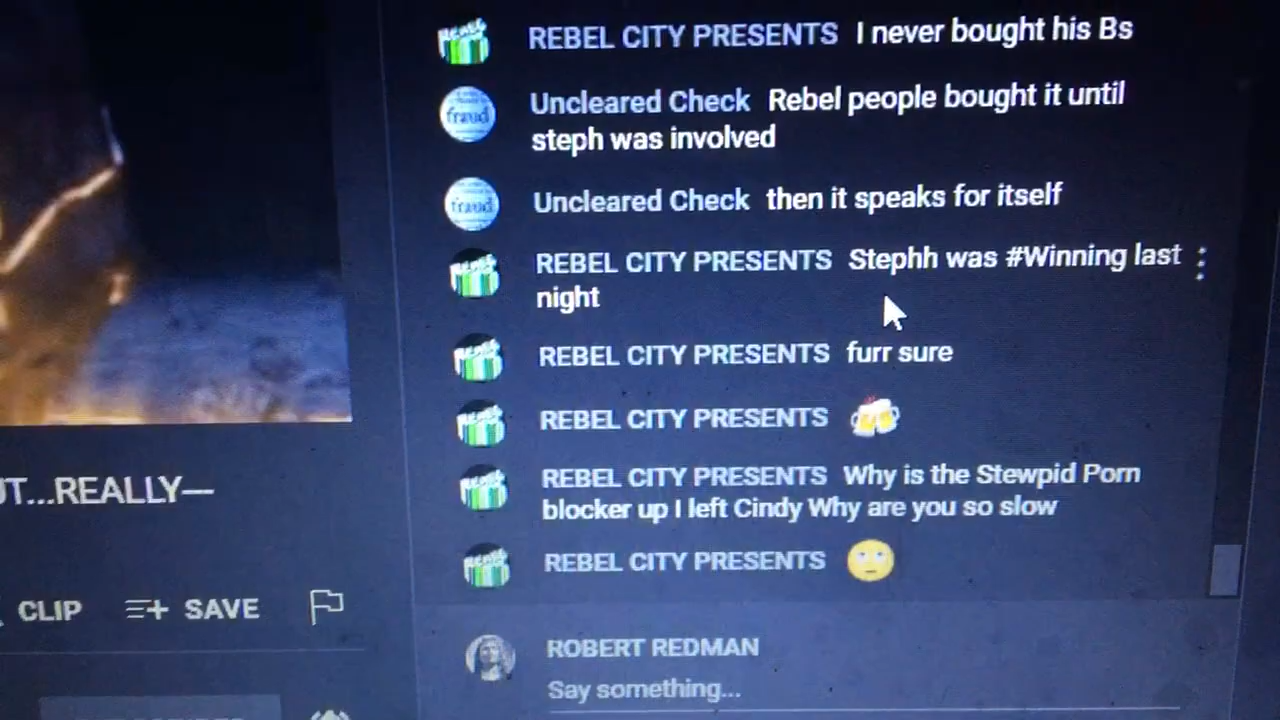 REBEL CITY PRESENTS I never bought his Bs
Uncleared Check Rebel people bought it until
steph was involved
fraud
Uncleared Check then it speaks for itself
fraud
REBEL CITY PRESENTS Stephh was #Winning last
night
REBEL CITY PRESENTS furr sure
REBEL CITY PRESENTS 🍻
REBEL CITY PRESENTS Why is the Stewpid Porn
blocker up I left Cindy Why are you so slow
REBEL CITY PRESENTS 🙄
UT...REALLY—
CLIP SAVE
ROBERT REDMAN
Say something...